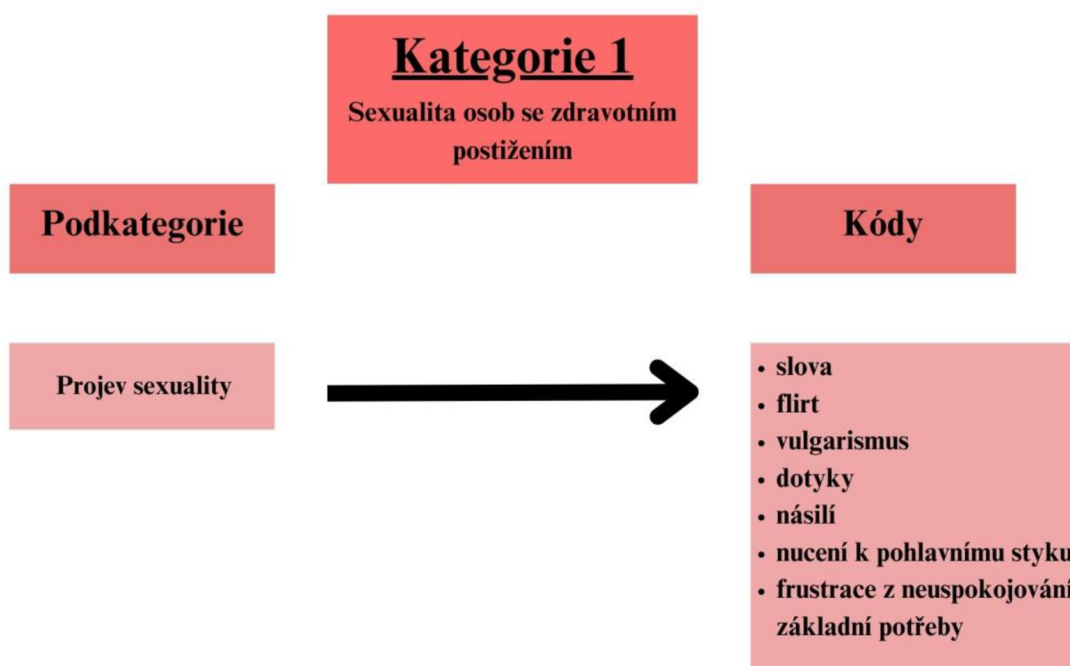 Kategorie 1
Sexualita osob se zdravotním
postižením
Podkategorie
Kódy
Projev sexuality
• slova
• flirt
• vulgarismus
• dotyky
• násilí
• nucení k pohlavnímu styku
• frustrace z neuspokojování
základní potřeby